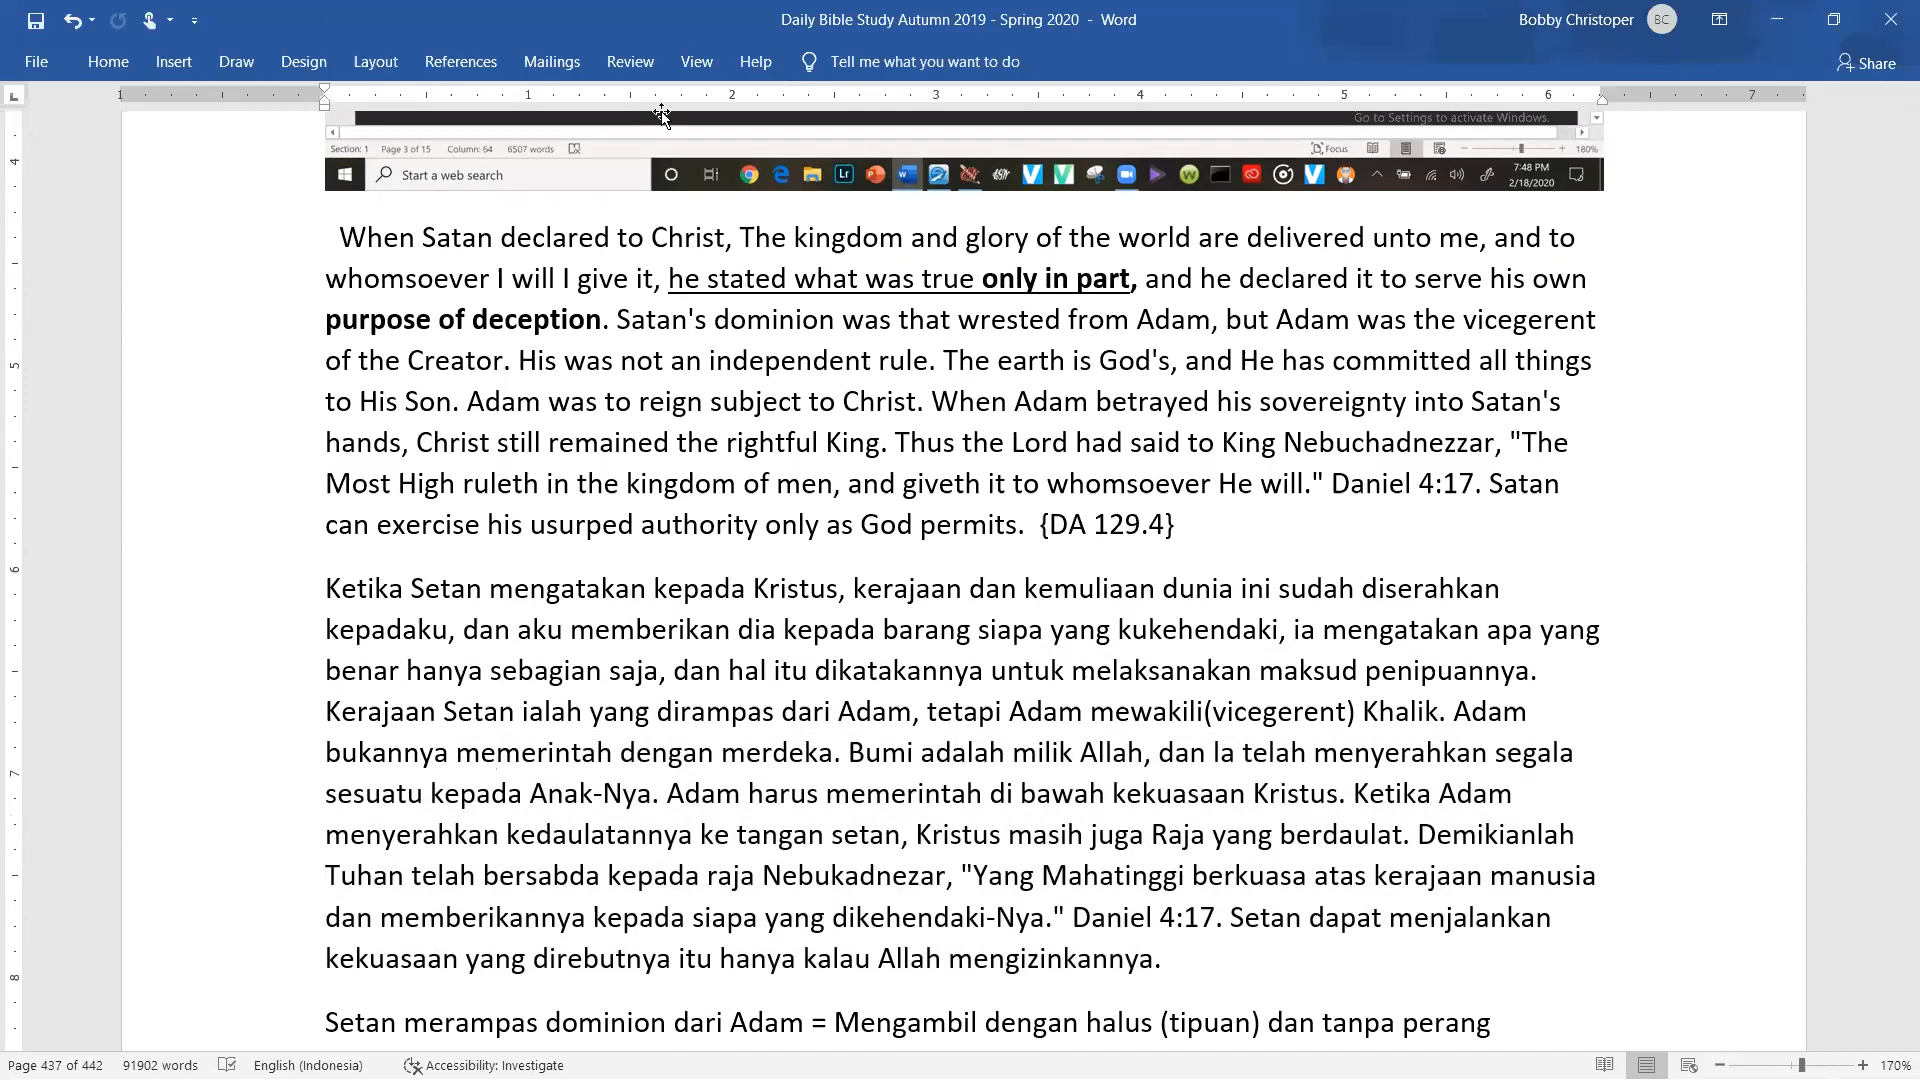 Daily Bible Study Autumn 2019 - Spring 2020 - Word
Bobby Christoper BC
File Home Insert Draw Design Layout References Mailings Review View Help Tell me what you want to do Share
1 1 2 3 4 5 6 7
Go to Settings to activate Windows.
Section: 1 Page 3 of 15 Column: 64 6507 words Focus 180%
Start a web search 7:48 PM
2/18/2020
When Satan declared to Christ, The kingdom and glory of the world are delivered unto me, and to
whomsoever I will I give it, he stated what was true only in part, and he declared it to serve his own
purpose of deception. Satan's dominion was that wrested from Adam, but Adam was the vicegerent
of the Creator. His was not an independent rule. The earth is God's, and He has committed all things
to His Son. Adam was to reign subject to Christ. When Adam betrayed his sovereignty into Satan's
hands, Christ still remained the rightful King. Thus the Lord had said to King Nebuchadnezzar, "The
Most High ruleth in the kingdom of men, and giveth it to whomsoever He will." Daniel 4:17. Satan
can exercise his usurped authority only as God permits. {DA 129.4}
Ketika Setan mengatakan kepada Kristus, kerajaan dan kemuliaan dunia ini sudah diserahkan
kepadaku, dan aku memberikan dia kepada barang siapa yang kukehendaki, ia mengatakan apa yang
benar hanya sebagian saja, dan hal itu dikatakannya untuk melaksanakan maksud penipuannya.
Kerajaan Setan ialah yang dirampas dari Adam, tetapi Adam mewakili(vicegerent) Khalik. Adam
bukannya memerintah dengan merdeka. Bumi adalah milik Allah, dan la telah menyerahkan segala
sesuatu kepada Anak-Nya. Adam harus memerintah di bawah kekuasaan Kristus. Ketika Adam
menyerahkan kedaulatannya ke tangan setan, Kristus masih juga Raja yang berdaulat. Demikianlah
Tuhan telah bersabda kepada raja Nebukadnezar, "Yang Mahatinggi berkuasa atas kerajaan manusia
dan memberikannya kepada siapa yang dikehendaki-Nya." Daniel 4:17. Setan dapat menjalankan
kekuasaan yang direbutnya itu hanya kalau Allah mengizinkannya.
Setan merampas dominion dari Adam = Mengambil dengan halus (tipuan) dan tanpa perang
4
5
6
7
8
Page 437 of 442 91902 words English (Indonesia) Accessibility: Investigate 170%